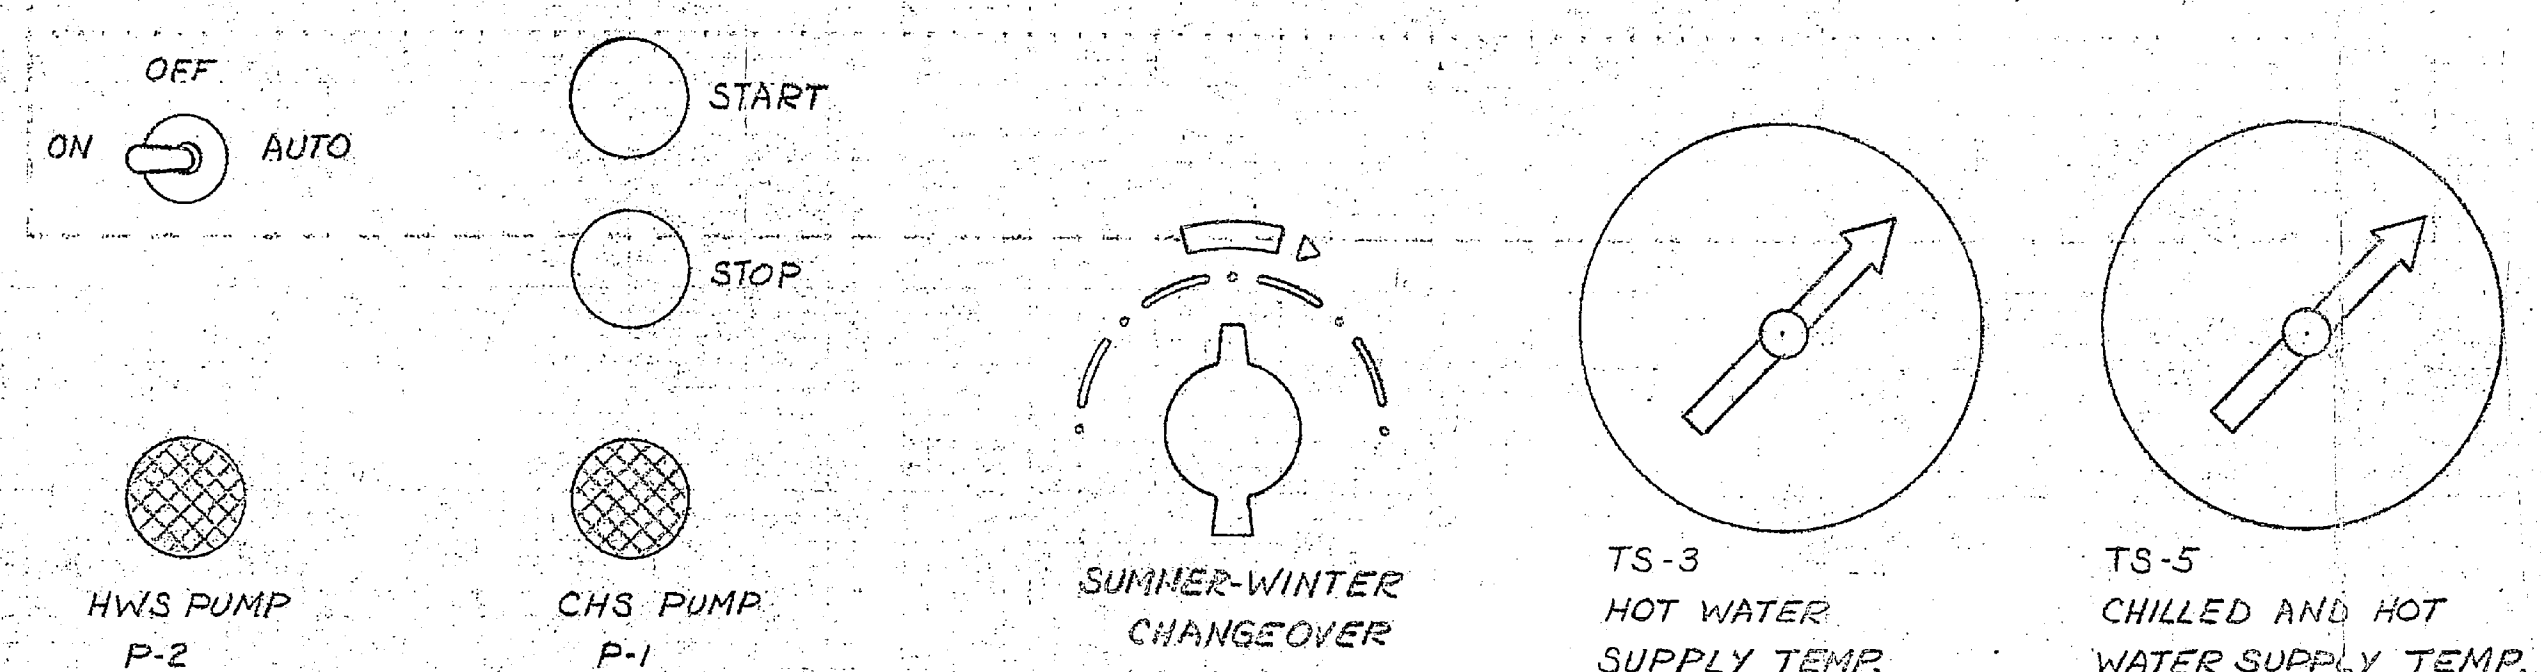 OFF
ON
AUTO
START
STOP
HWS PUMP
P-2
CHS PUMP
P-1
SUMMER-WINTER
CHANGEOVER
TS-3
HOT WATER
SUPPLY TEMP.
TS-5
CHILLED AND HOT
WATER SUPPLY TEMP.